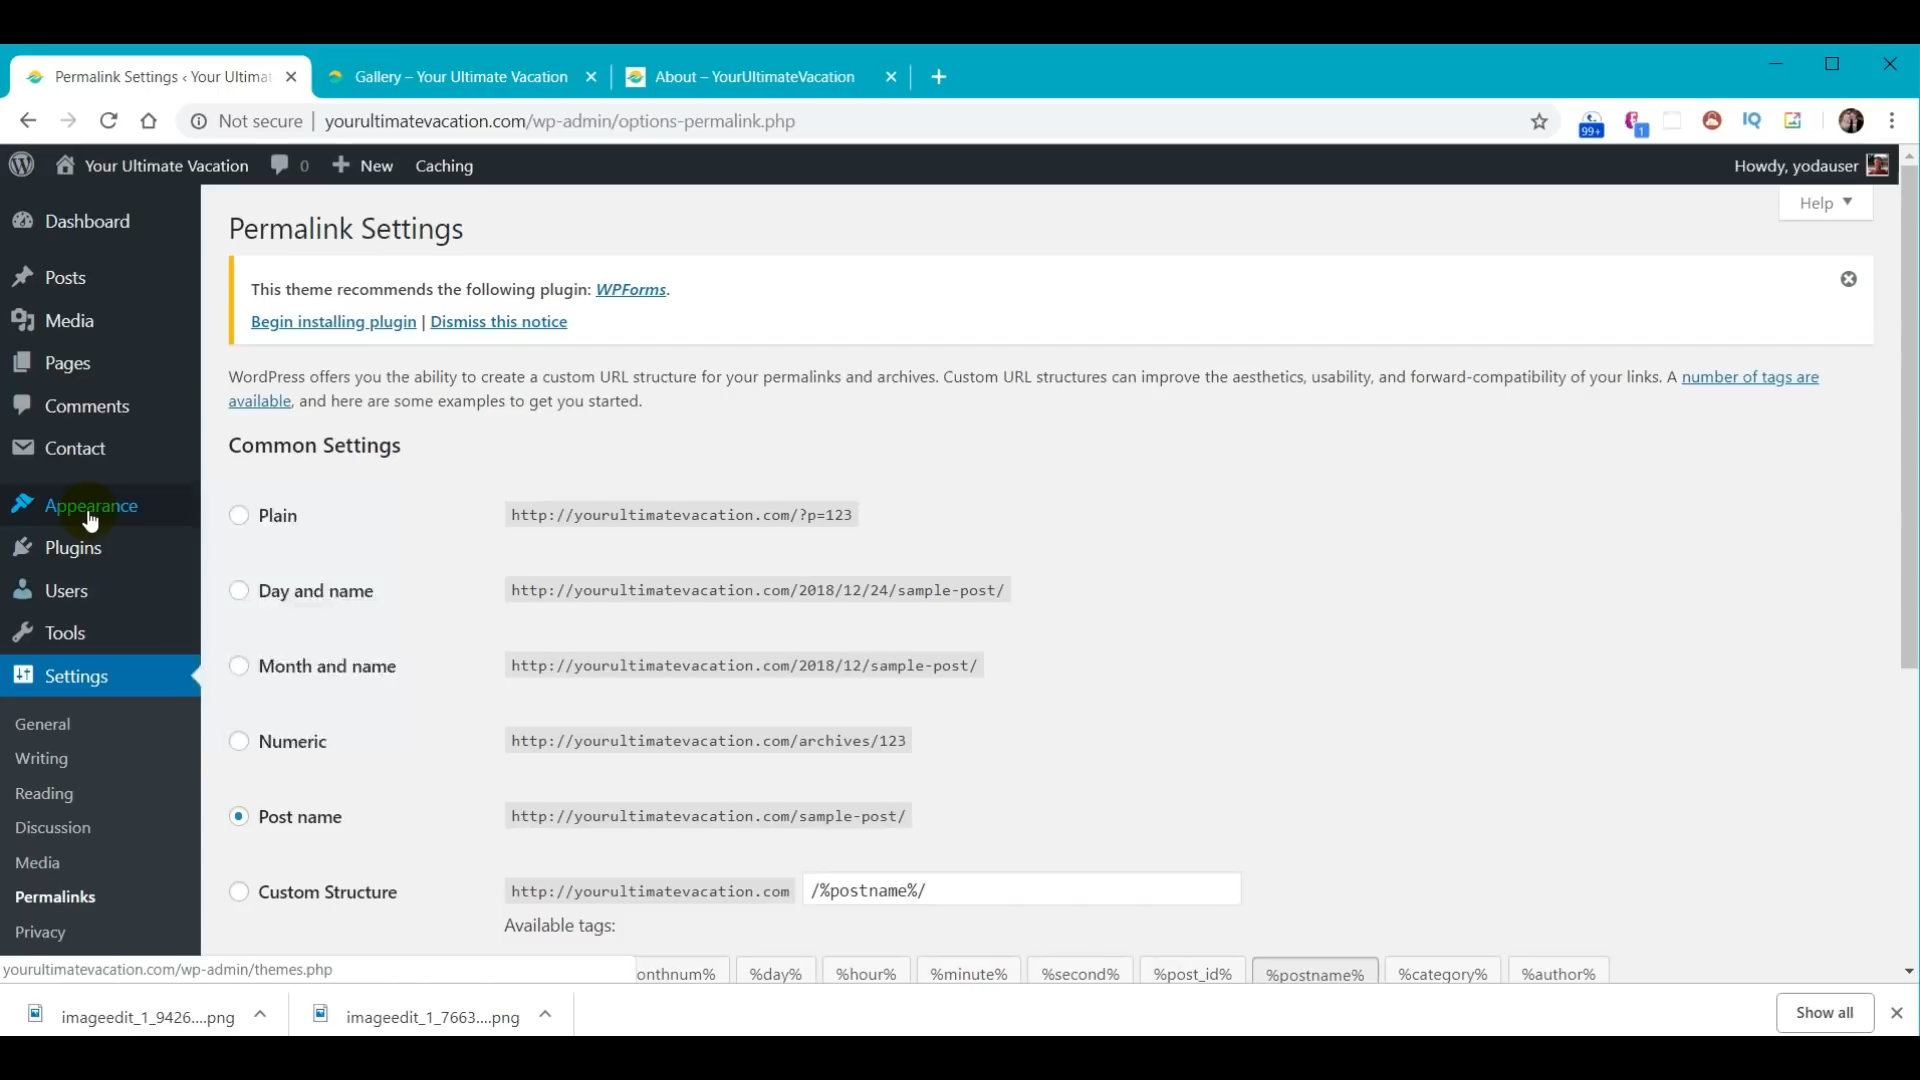 Permalink Settings ‹ Your Ultimat
Gallery – Your Ultimate Vacation
About – YourUltimateVacation
Not secure | yourultimatevacation.com/wp-admin/options-permalink.php
99+
1
IQ
Your Ultimate Vacation
0
New
Caching
Howdy, yodauser
Help
Dashboard
Posts
Media
Pages
Comments
Contact
Appearance
Plugins
Users
Tools
Settings
General
Writing
Reading
Discussion
Media
Permalinks
Privacy
Permalink Settings
This theme recommends the following plugin: WPForms.
Begin installing plugin | Dismiss this notice
WordPress offers you the ability to create a custom URL structure for your permalinks and archives. Custom URL structures can improve the aesthetics, usability, and forward-compatibility of your links. A number of tags are
available, and here are some examples to get you started.
Common Settings
Plain http://yourultimatevacation.com/?p=123
Day and name http://yourultimatevacation.com/2018/12/24/sample-post/
Month and name http://yourultimatevacation.com/2018/12/sample-post/
Numeric http://yourultimatevacation.com/archives/123
Post name http://yourultimatevacation.com/sample-post/
Custom Structure http://yourultimatevacation.com /%postname%/
Available tags:
onthnum% %day% %hour% %minute% %second% %post_id% %postname% %category% %author%
yourultimatevacation.com/wp-admin/themes.php
imageedit_1_9426....png
imageedit_1_7663....png
Show all